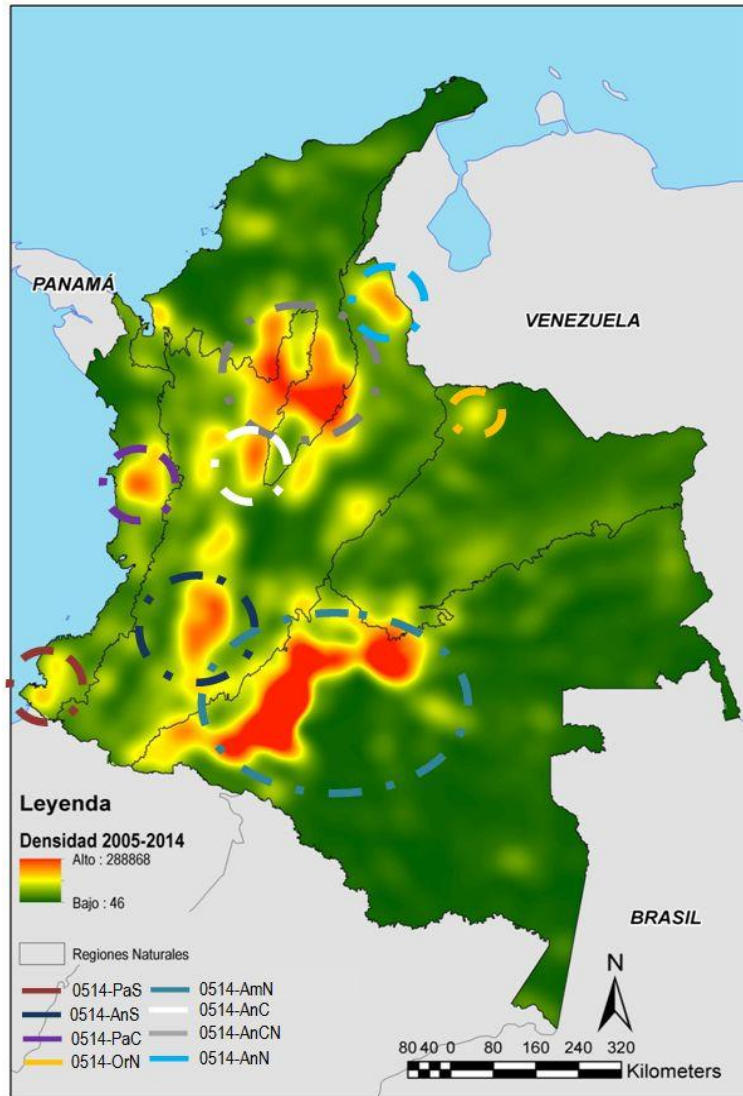 PANAMÁ
VENEZUELA
Leyenda
Densidad 2005-2014
Alto : 288868
Bajo : 46
Regiones Naturales
0514-PaS
0514-AmN
0514-AnS
0514-AnC
0514-PaC
0514-AnCN
0514-OrN
0514-AnN
BRASIL
N
80 40 0 80 160 240 320
Kilometers